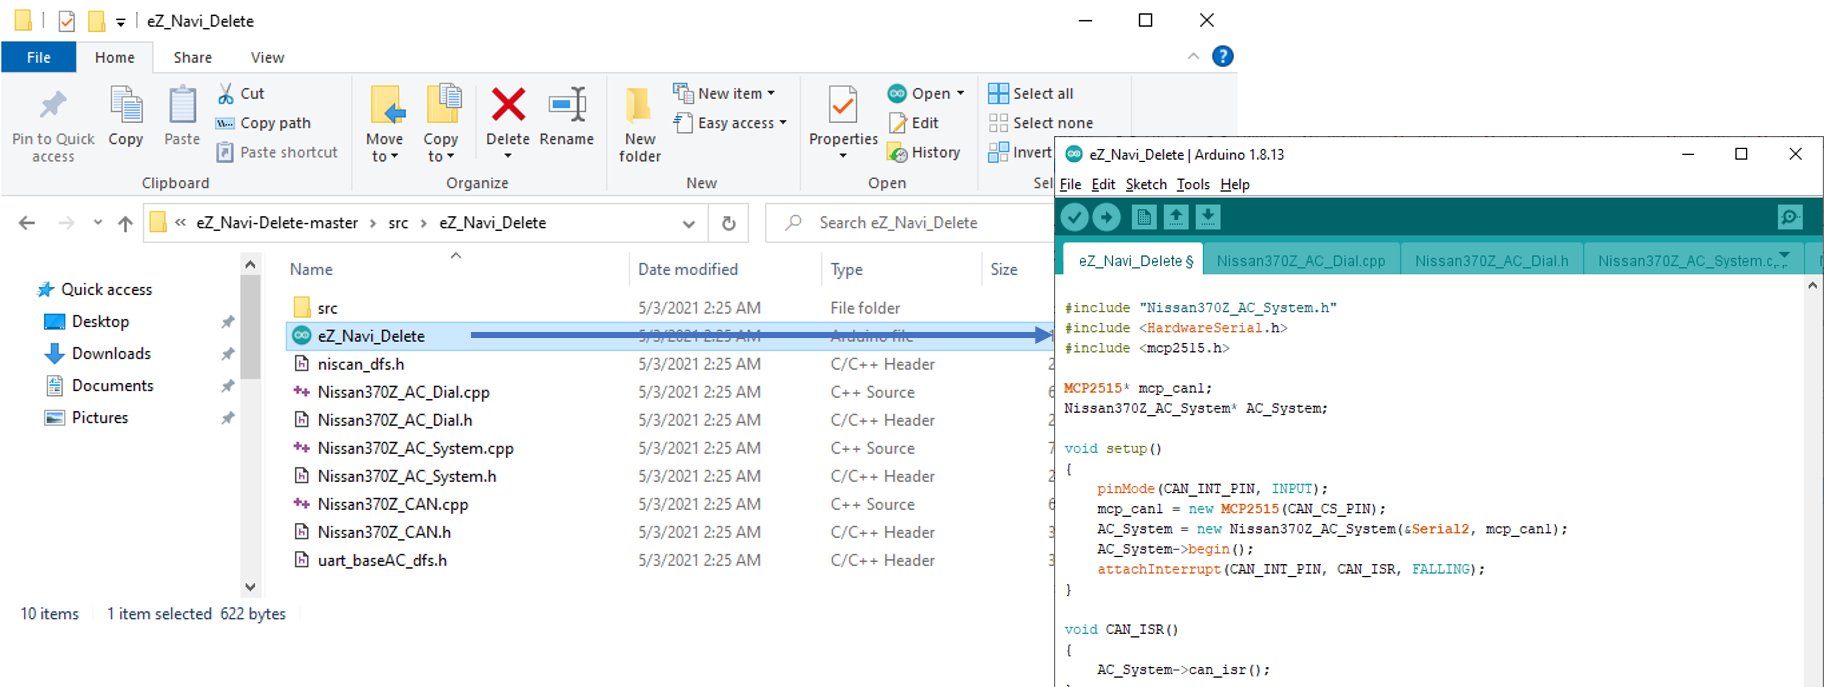 eZ_Navi_Delete
File Home Share View
Pin to Quick access
Copy
Paste
Cut
Copy path
Paste shortcut
Clipboard
Move to
Copy to
Delete
Rename
Organize
New folder
New item
Easy access
New
Properties
Open
Edit
History
Open
Select all
Select none
Invert
Sel
« eZ_Navi-Delete-master › src › eZ_Navi_Delete
Search eZ_Navi_Delete
Quick access
Desktop
Downloads
Documents
Pictures
Name Date modified Type Size
src 5/3/2021 2:25 AM File folder
eZ_Navi_Delete 5/3/2021 2:25 AM Arduino file 1
niscan_dfs.h 5/3/2021 2:25 AM C/C++ Header 2
Nissan370Z_AC_Dial.cpp 5/3/2021 2:25 AM C++ Source 6
Nissan370Z_AC_Dial.h 5/3/2021 2:25 AM C/C++ Header 2
Nissan370Z_AC_System.cpp 5/3/2021 2:25 AM C++ Source 7
Nissan370Z_AC_System.h 5/3/2021 2:25 AM C/C++ Header 2
Nissan370Z_CAN.cpp 5/3/2021 2:25 AM C++ Source 6
Nissan370Z_CAN.h 5/3/2021 2:25 AM C/C++ Header 3
uart_baseAC_dfs.h 5/3/2021 2:25 AM C/C++ Header 3
10 items 1 item selected 622 bytes
eZ_Navi_Delete | Arduino 1.8.13
File Edit Sketch Tools Help
eZ_Navi_Delete § Nissan370Z_AC_Dial.cpp Nissan370Z_AC_Dial.h Nissan370Z_AC_System.cpp
#include "Nissan370Z_AC_System.h"
#include <HardwareSerial.h>
#include <mcp2515.h>
MCP2515* mcp_can1;
Nissan370Z_AC_System* AC_System;
void setup()
{
pinMode(CAN_INT_PIN, INPUT);
mcp_can1 = new MCP2515(CAN_CS_PIN);
AC_System = new Nissan370Z_AC_System(&Serial2, mcp_can1);
AC_System->begin();
attachInterrupt(CAN_INT_PIN, CAN_ISR, FALLING);
}
void CAN_ISR()
{
AC_System->can_isr();